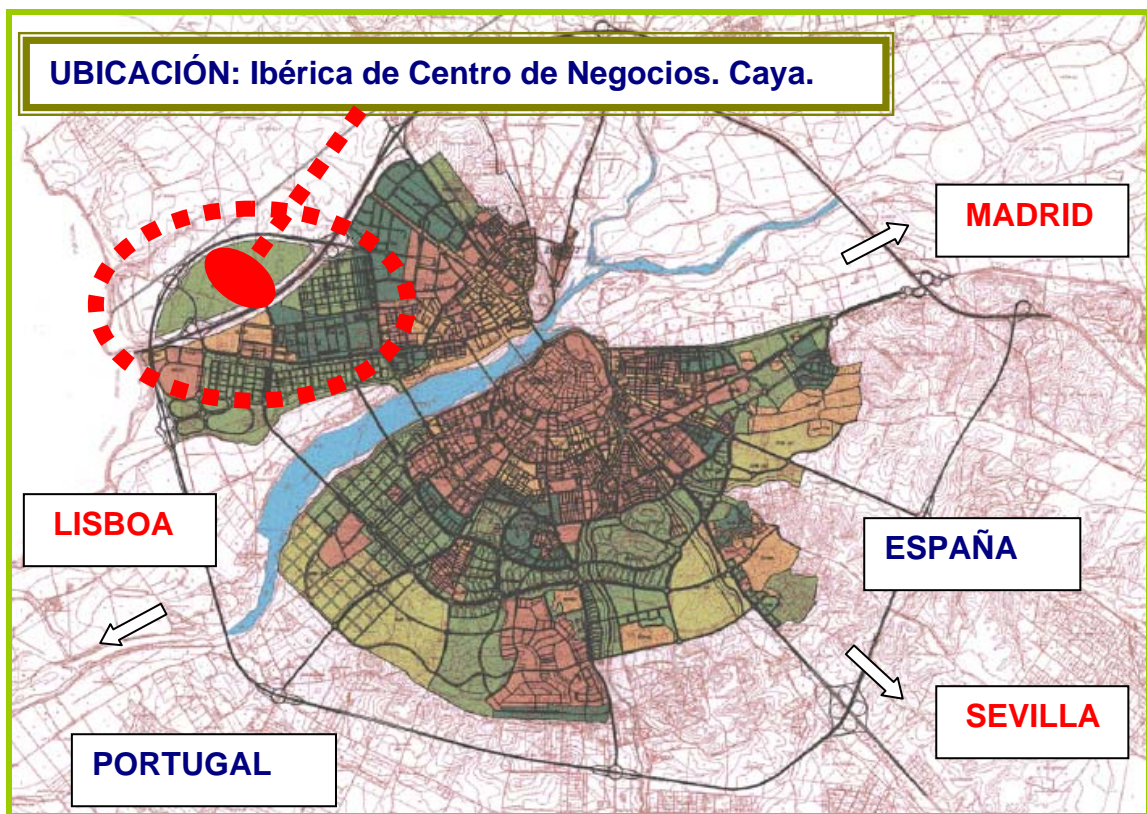 UBICACIÓN: Ibérica de Centro de Negocios. Caya.
MADRID
LISBOA
ESPAÑA
SEVILLA
PORTUGAL